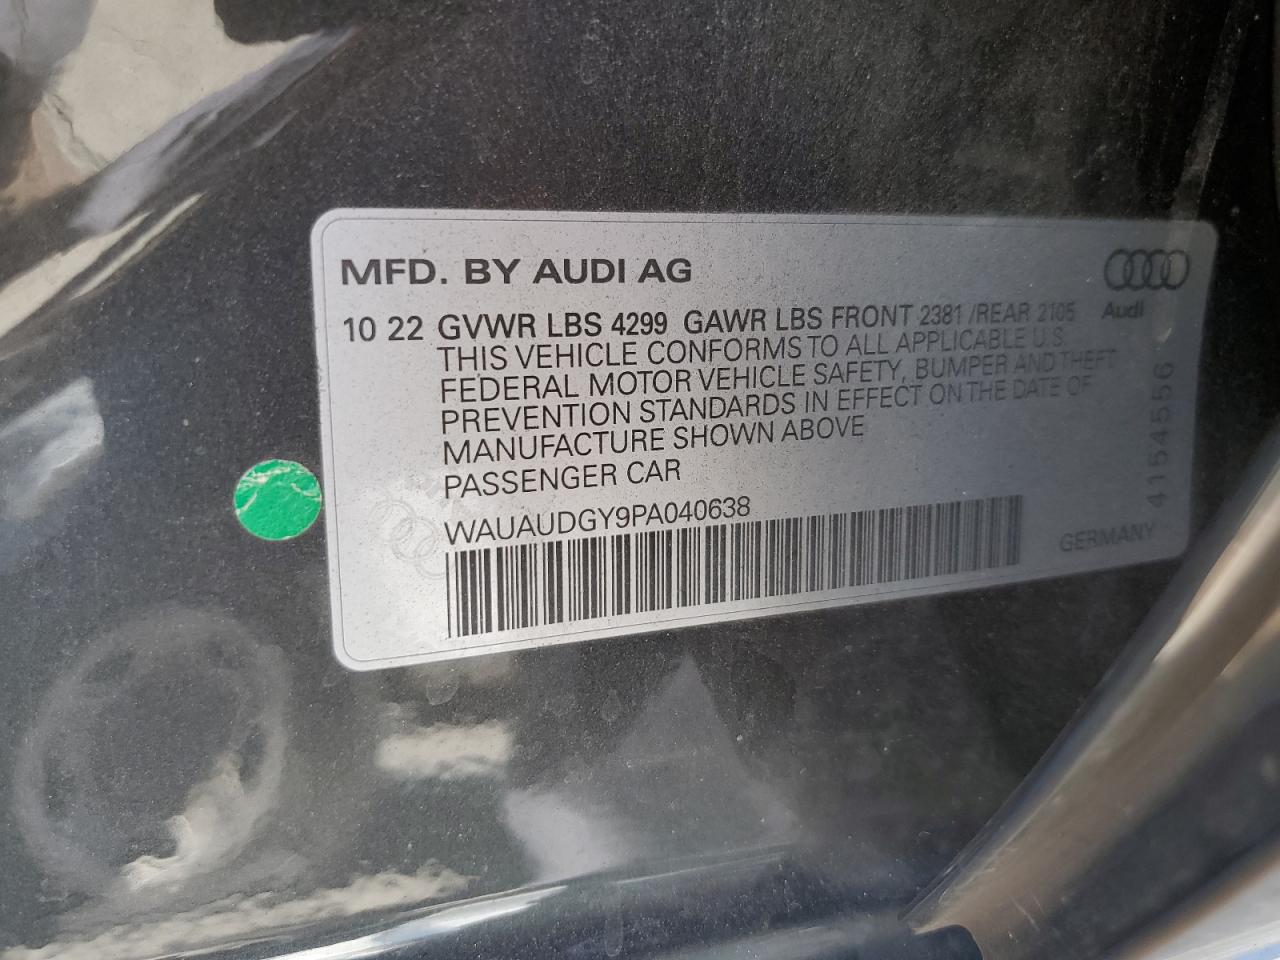 MFD. BY AUDI AG
Audi
10 22 GVWR LBS 4299 GAWR LBS FRONT 2381 /REAR 2105
THIS VEHICLE CONFORMS TO ALL APPLICABLE U.S.
FEDERAL MOTOR VEHICLE SAFETY, BUMPER AND THEFT
PREVENTION STANDARDS IN EFFECT ON THE DATE OF
MANUFACTURE SHOWN ABOVE
PASSENGER CAR
WAUAUDGY9PA040638
GERMANY
4154556